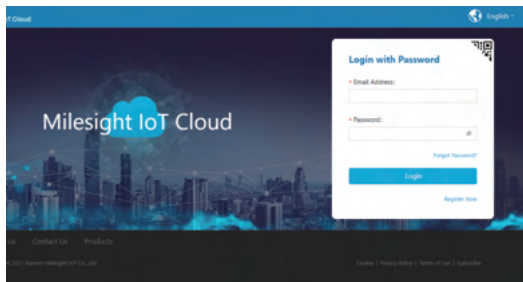 IoT Cloud
English
Login with Password
* Email Address:
Milesight IoT Cloud
* Password:
Forgot Password?
Login
Register Now
Us Contact Us Products
2017 Xiamen Milesight IoT Co., Ltd.
Cookie | Privacy Policy | Terms of Use | Subscribe